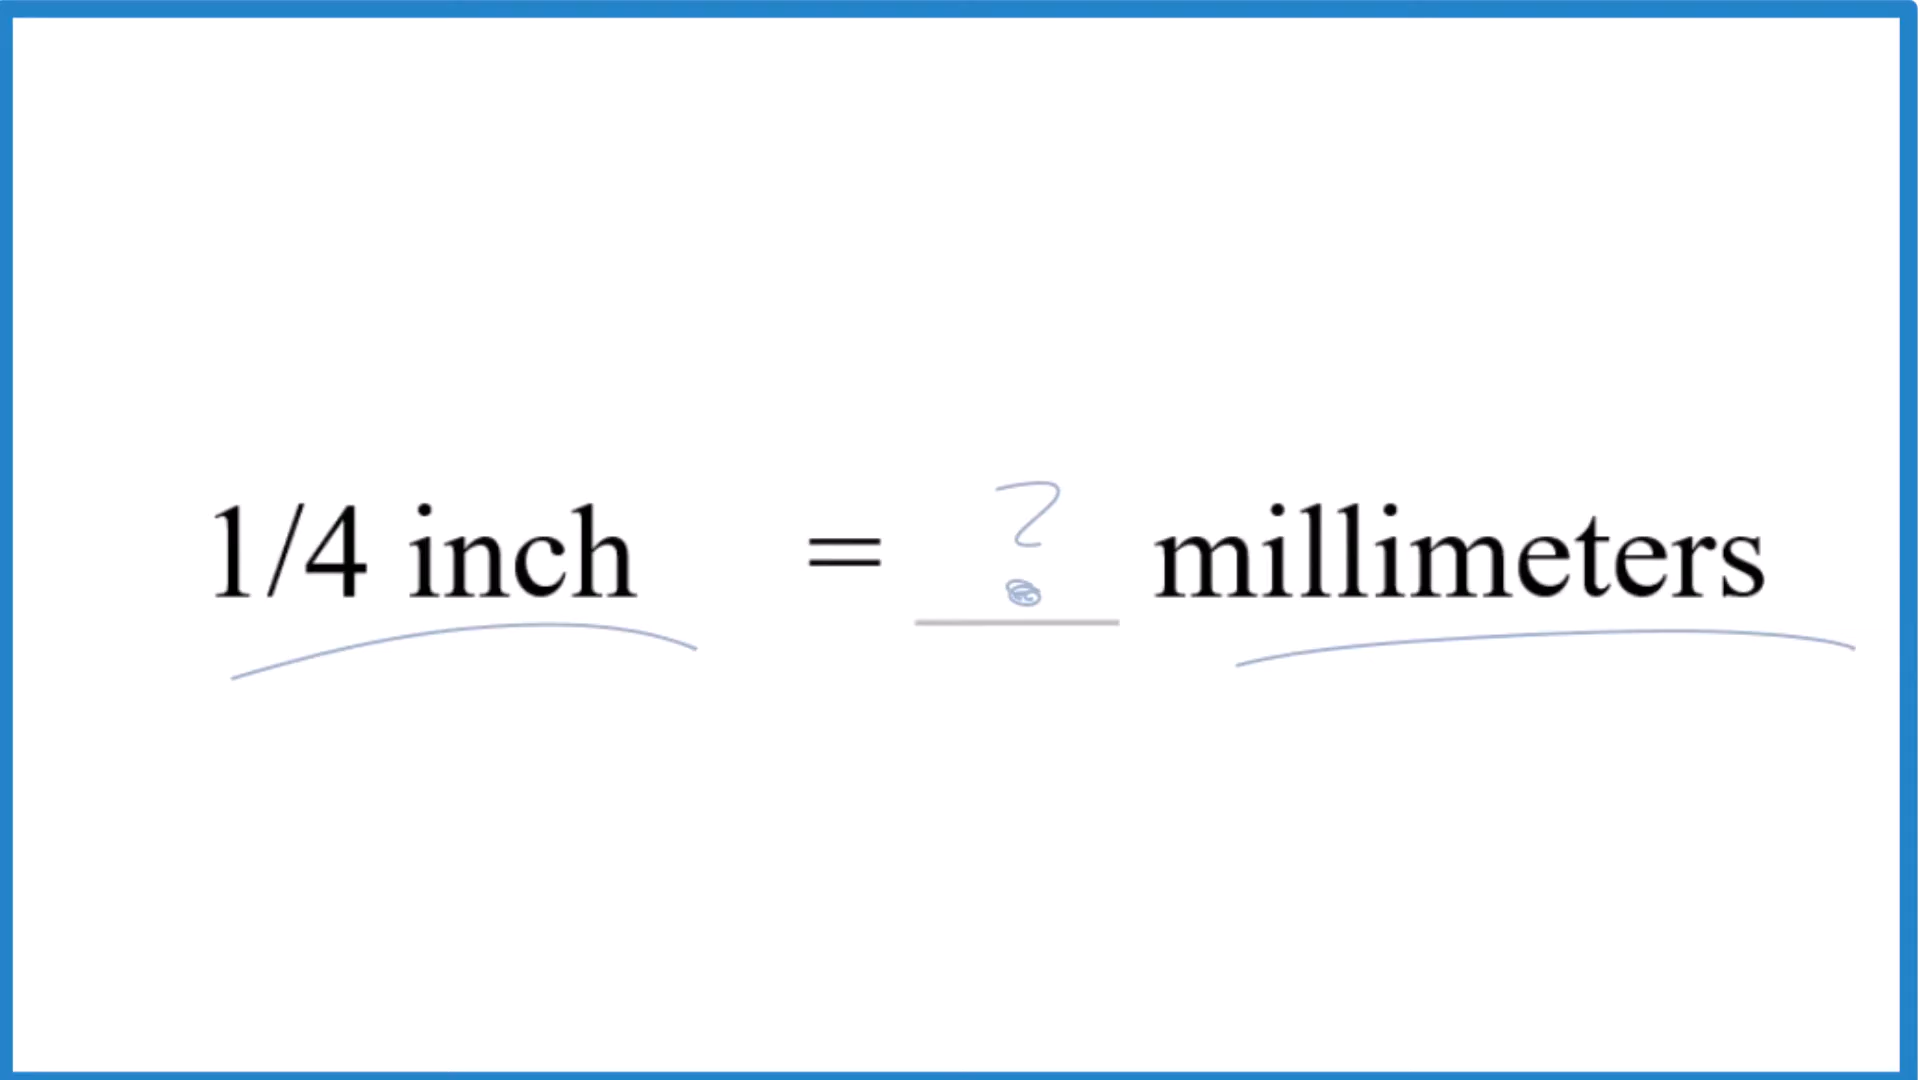 1/4 inch = ? millimeters